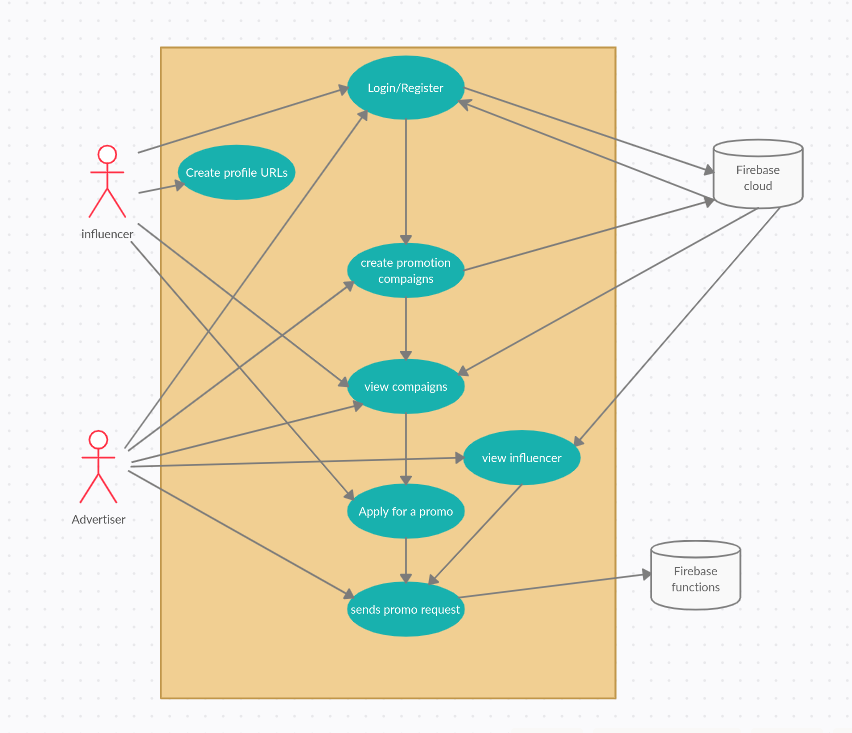 Login/Register
Create profile URLs
Firebase
cloud
influencer
create promotion
compaigns
view compaigns
view influencer
Advertiser
Apply for a promo
Firebase
functions
sends promo request